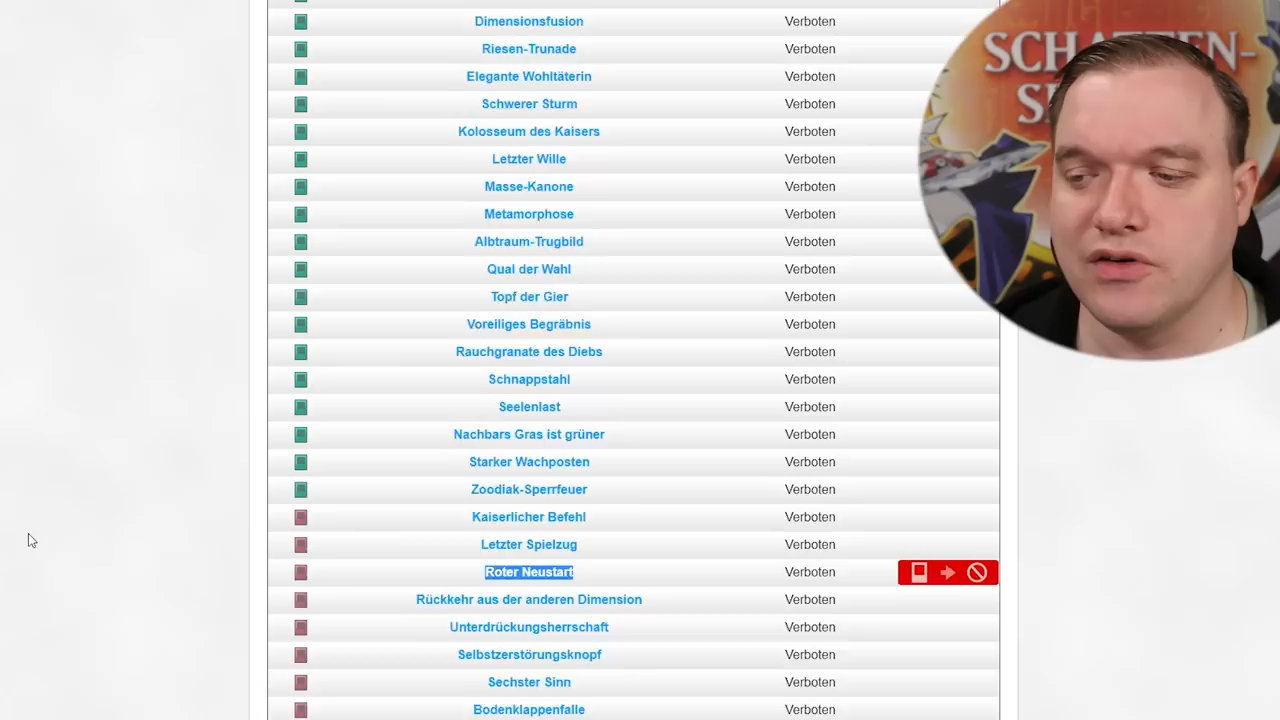 Dimensionsfusion Verboten
Riesen-Trunade Verboten
Elegante Wohltäterin Verboten
Schwerer Sturm Verboten
Kolosseum des Kaisers Verboten
Letzter Wille Verboten
Masse-Kanone Verboten
Metamorphose Verboten
Albtraum-Trugbild Verboten
Qual der Wahl Verboten
Topf der Gier Verboten
Voreiliges Begräbnis Verboten
Rauchgranate des Diebs Verboten
Schnappstahl Verboten
Seelenlast Verboten
Nachbars Gras ist grüner Verboten
Starker Wachposten Verboten
Zoodiak-Sperrfeuer Verboten
Kaiserlicher Befehl Verboten
Letzter Spielzug Verboten
Roter Neustart Verboten
Rückkehr aus der anderen Dimension Verboten
Unterdrückungsherrschaft Verboten
Selbstzerstörungsknopf Verboten
Sechster Sinn Verboten
Bodenklappenfalle Verboten
SCHATTEN-